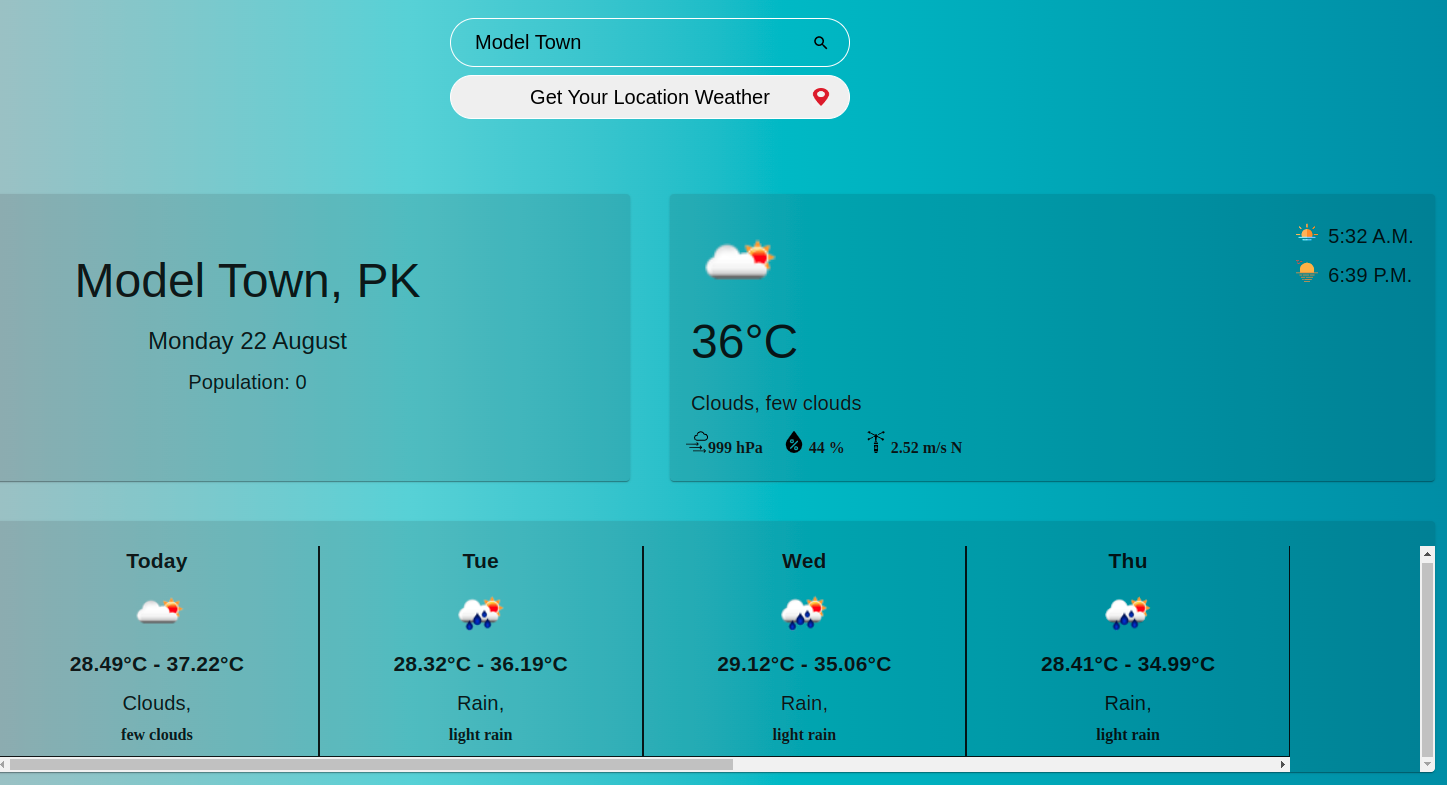 Model Town
Get Your Location Weather
Model Town, PK
Monday 22 August
Population: 0
5:32 A.M.
6:39 P.M.
36°C
Clouds, few clouds
999 hPa 44 % 2.52 m/s N
Today Tue Wed Thu
28.49°C - 37.22°C 28.32°C - 36.19°C 29.12°C - 35.06°C 28.41°C - 34.99°C
Clouds, Rain, Rain, Rain,
few clouds light rain light rain light rain